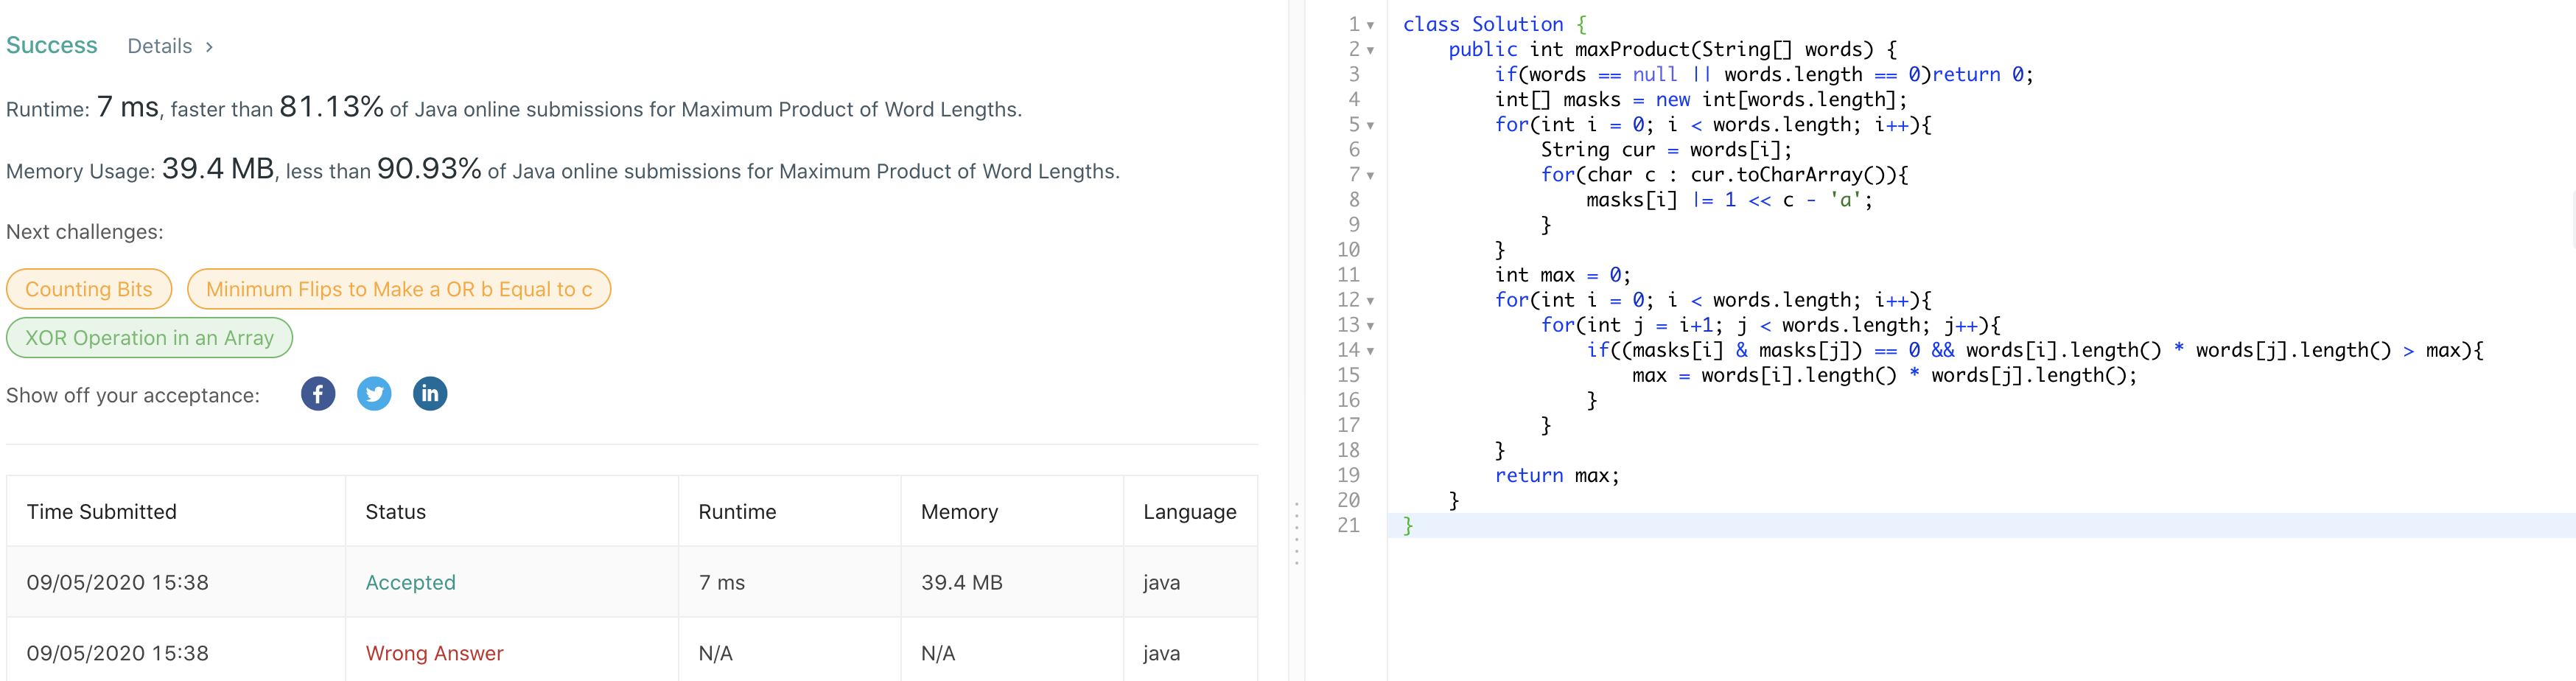 Success Details >
Runtime: 7 ms, faster than 81.13% of Java online submissions for Maximum Product of Word Lengths.
Memory Usage: 39.4 MB, less than 90.93% of Java online submissions for Maximum Product of Word Lengths.
Next challenges:
Counting Bits Minimum Flips to Make a OR b Equal to c
XOR Operation in an Array
Show off your acceptance: f in
Time Submitted Status Runtime Memory Language
09/05/2020 15:38 Accepted 7 ms 39.4 MB java
09/05/2020 15:38 Wrong Answer N/A N/A java
1 class Solution {
2     public int maxProduct(String[] words) {
3         if(words == null || words.length == 0)return 0;
4         int[] masks = new int[words.length];
5         for(int i = 0; i < words.length; i++){
6             String cur = words[i];
7             for(char c : cur.toCharArray()){
8                 masks[i] |= 1 << c - 'a';
9             }
10         }
11         int max = 0;
12         for(int i = 0; i < words.length; i++){
13             for(int j = i+1; j < words.length; j++){
14                 if((masks[i] & masks[j]) == 0 && words[i].length() * words[j].length() > max){
15                     max = words[i].length() * words[j].length();
16                 }
17             }
18         }
19         return max;
20     }
21 }